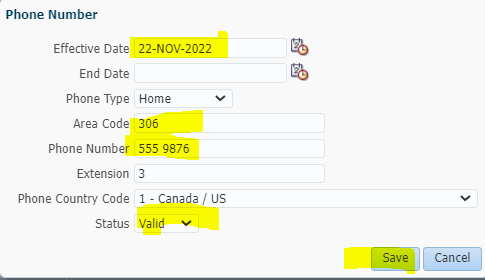 Phone Number
Effective Date 22-NOV-2022
End Date
Phone Type Home
Area Code 306
Phone Number 555 9876
Extension 3
Phone Country Code 1 - Canada / US
Status Valid
Save Cancel